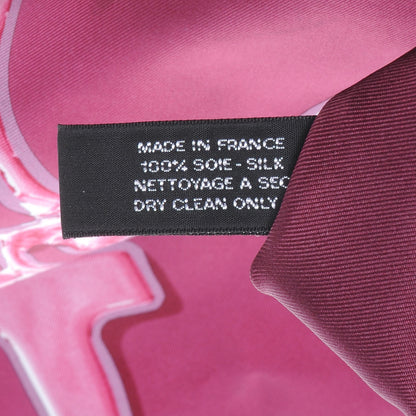 MADE IN FRANCE
100% SOIE - SILK
NETTOYAGE A SEC
DRY CLEAN ONLY